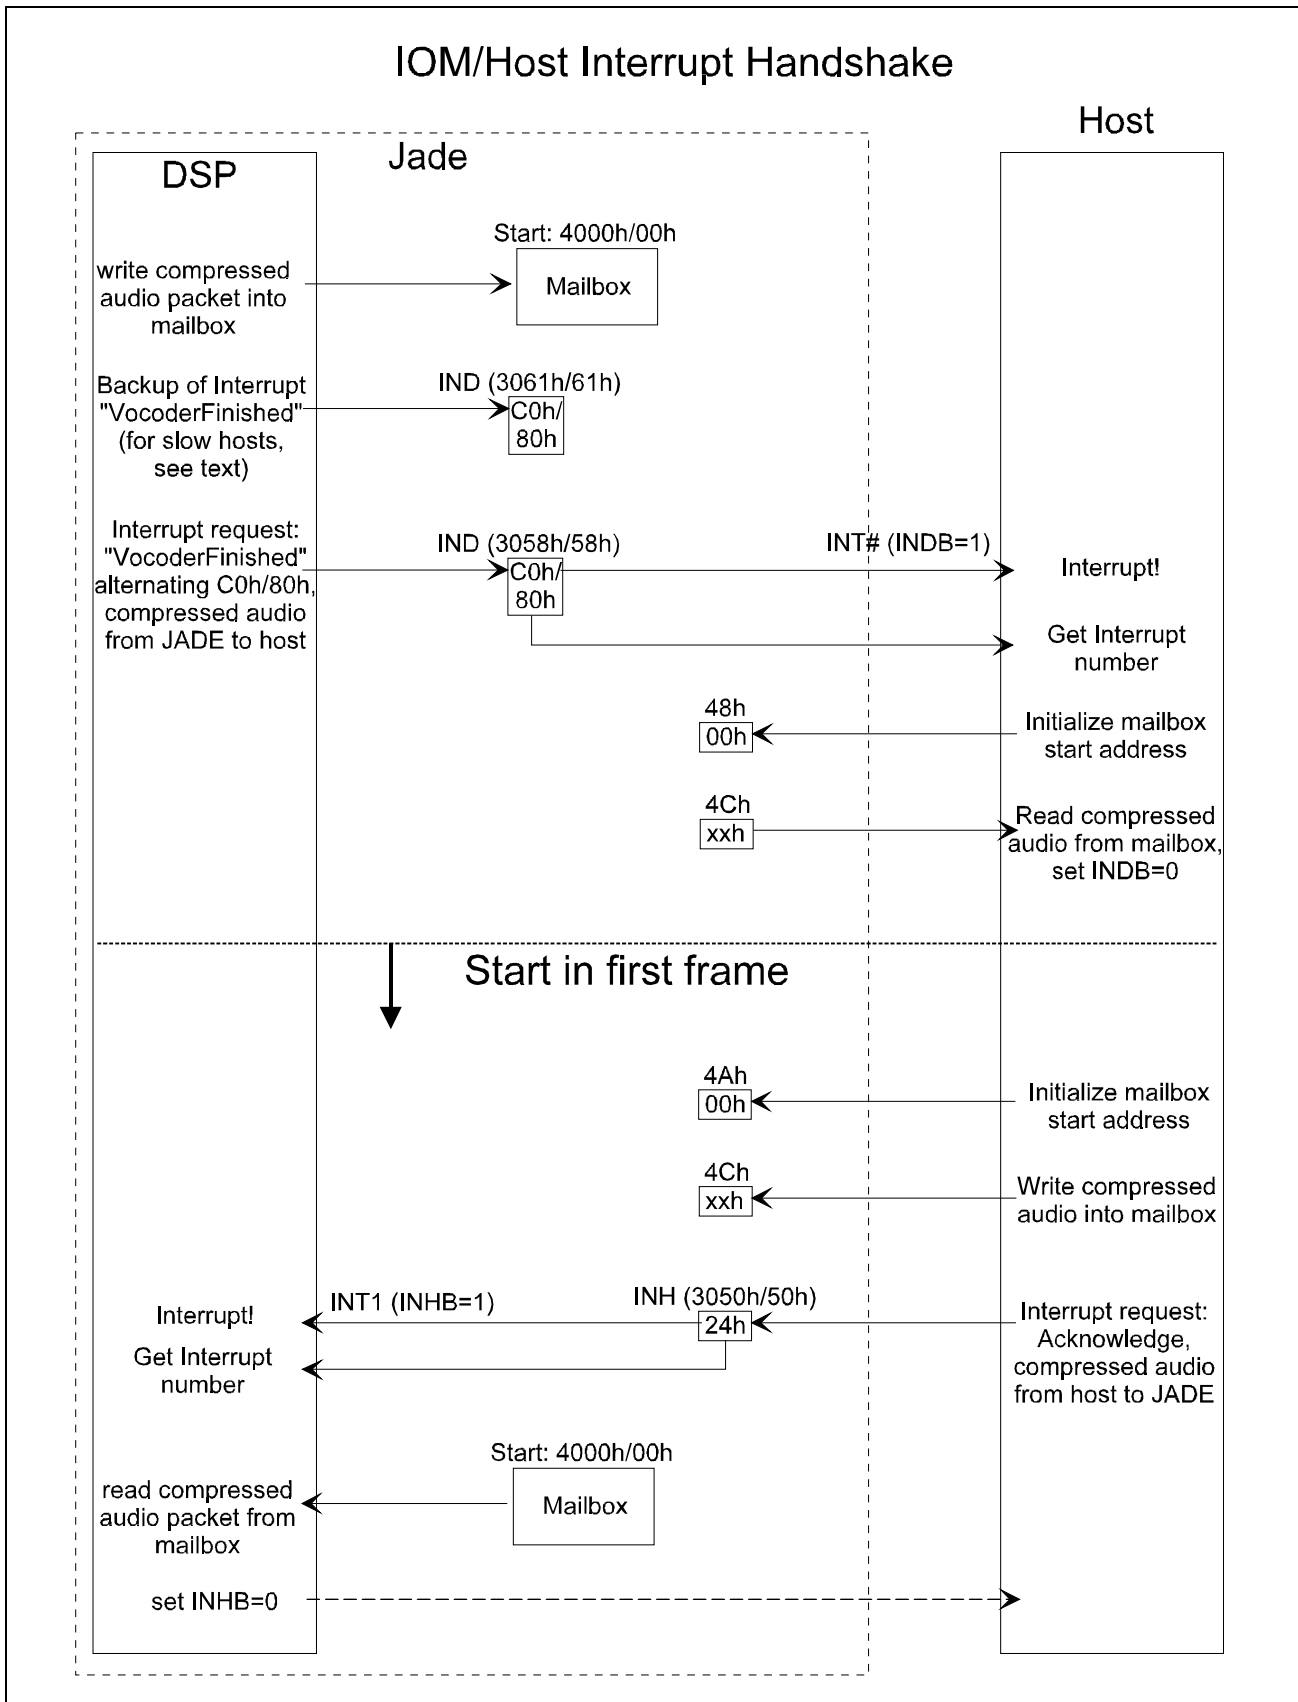 IOM/Host Interrupt Handshake
Host
Jade
DSP
Start: 4000h/00h
write compressed
audio packet into
mailbox
Mailbox
Backup of Interrupt
"VocoderFinished"
(for slow hosts,
see text)
IND (3061h/61h)
C0h/
80h
Interrupt request:
"VocoderFinished"
alternating C0h/80h,
compressed audio
from JADE to host
IND (3058h/58h)
C0h/
80h
INT# (INDB=1)
Interrupt!
Get Interrupt
number
48h
00h
Initialize mailbox
start address
4Ch
xxh
Read compressed
audio from mailbox,
set INDB=0
Start in first frame
4Ah
00h
Initialize mailbox
start address
4Ch
xxh
Write compressed
audio into mailbox
Interrupt!
INT1 (INHB=1)
INH (3050h/50h)
24h
Interrupt request:
Acknowledge,
compressed audio
from host to JADE
Get Interrupt
number
Start: 4000h/00h
read compressed
audio packet from
mailbox
Mailbox
set INHB=0